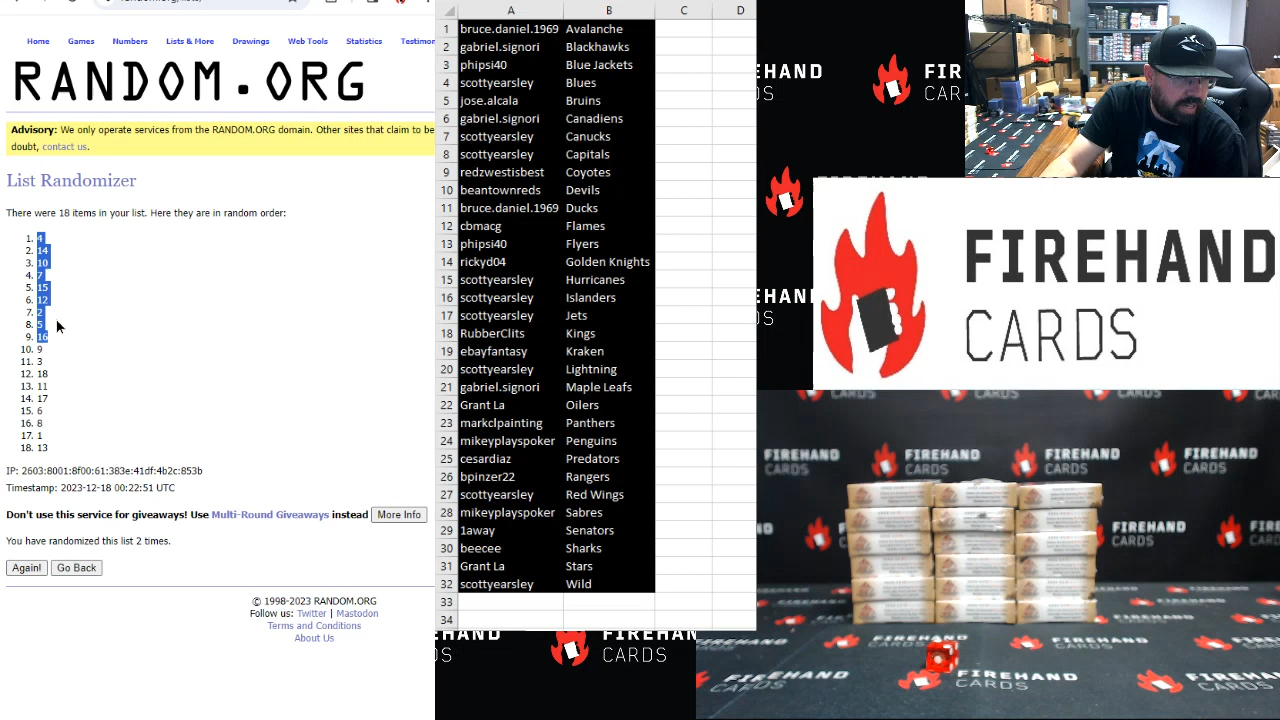 Home Games Numbers Lists & More Drawings Web Tools Statistics Testimor
RANDOM.ORG
Advisory: We only operate services from the RANDOM.ORG domain. Other sites that claim to be
doubt, contact us.
List Randomizer
There were 18 items in your list. Here they are in random order:
1. 4
2. 14
3. 10
4. 7
5. 15
6. 12
7. 2
8. 5
9. 16
10. 9
11. 3
12. 18
13. 11
14. 17
15. 6
16. 8
17. 1
18. 13
IP: 2603:8001:8f00:61:383e:41df:4b2c:853b
Timestamp: 2023-12-18 00:22:51 UTC
Don't use this service for giveaways! Use Multi-Round Giveaways instead More Info
You have randomized this list 2 times.
Again! Go Back
© 1998-2023 RANDOM.ORG
Follow us: Twitter | Mastodon
Terms and Conditions
About Us
A B C D
1 bruce.daniel.1969 Avalanche
2 gabriel.signori Blackhawks
3 phipsi40 Blue Jackets
4 scottyearsley Blues
5 jose.alcala Bruins
6 gabriel.signori Canadiens
7 scottyearsley Canucks
8 scottyearsley Capitals
9 redzwestisbest Coyotes
10 beantownreds Devils
11 bruce.daniel.1969 Ducks
12 cbmacg Flames
13 phipsi40 Flyers
14 rickyd04 Golden Knights
15 scottyearsley Hurricanes
16 scottyearsley Islanders
17 scottyearsley Jets
18 RubberClits Kings
19 ebayfantasy Kraken
20 scottyearsley Lightning
21 gabriel.signori Maple Leafs
22 Grant La Oilers
23 markclpainting Panthers
24 mikeyplayspoker Penguins
25 cesardiaz Predators
26 bpinzer22 Rangers
27 scottyearsley Red Wings
28 mikeyplayspoker Sabres
29 1away Senators
30 beecee Sharks
31 Grant La Stars
32 scottyearsley Wild
33
34
FIREHAND
CARDS
FIREHAND
CARDS
FIREHAND
CARDS
FIREHAND
CARDS